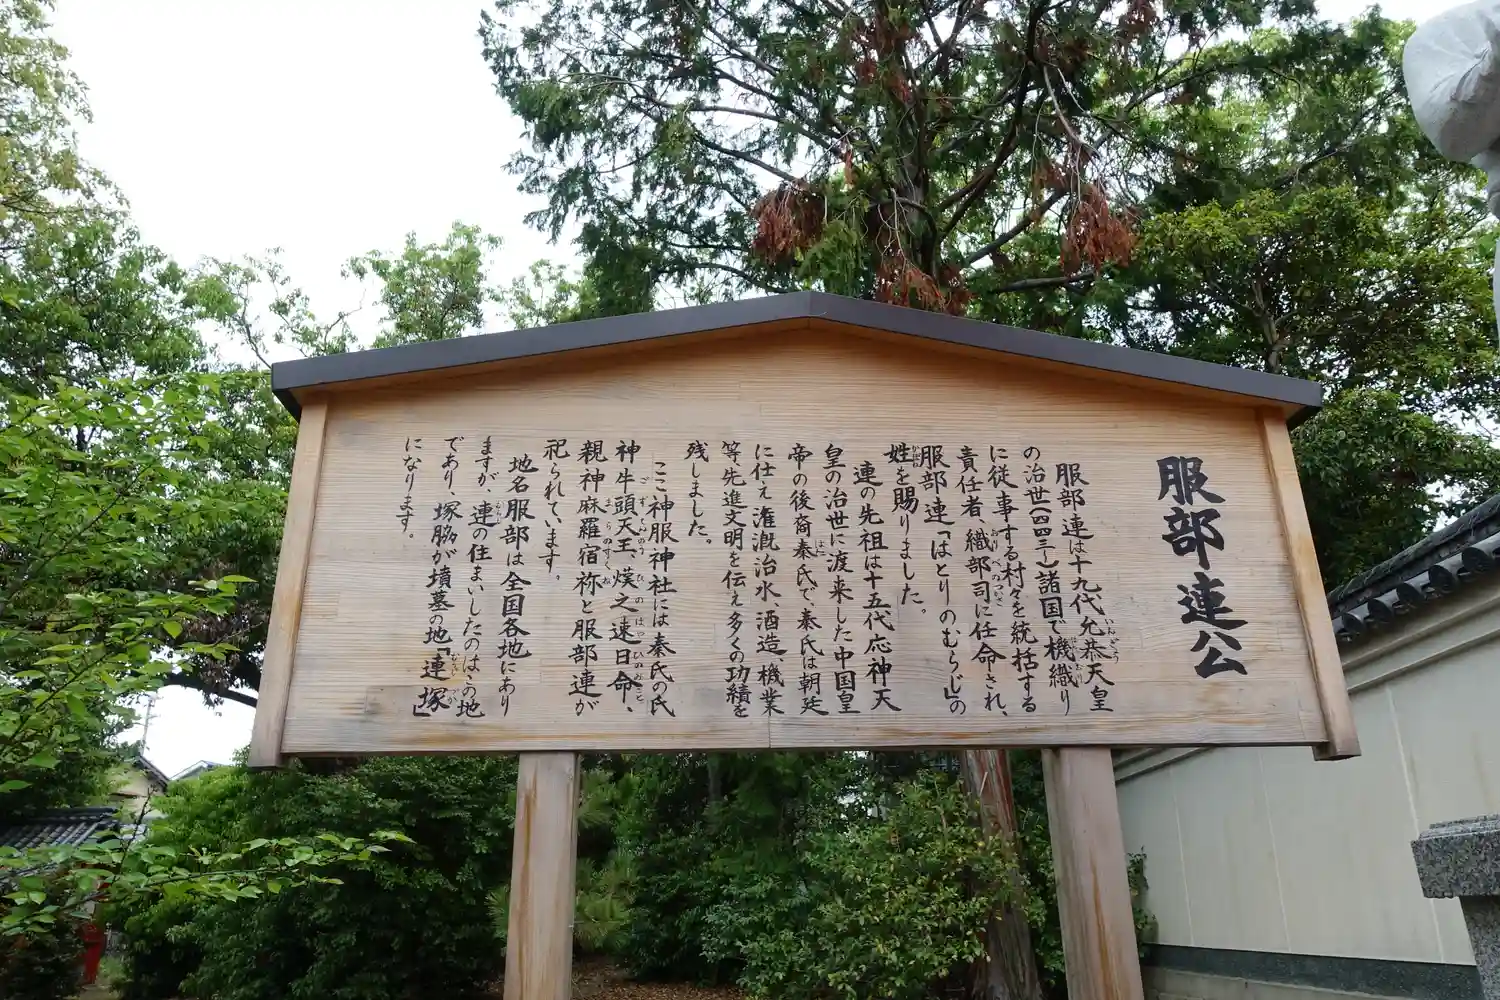 服部連公
服部連は十九代允恭天皇
の治世(四四三〜)諸国で機織り
に従事する村々を統括する
責任者、織部司に任命され、
服部連「はとりのむらじ」の
姓を賜りました。
連の先祖は十五代応神天
皇の治世に渡来した中国皇
帝の後裔秦氏で、秦氏は朝廷
に仕え潅漑治水、酒造、機業
等先進文明を伝え多くの功績を
残しました。
ここ神服神社には秦氏の氏
神牛頭天王、熯之速日命、
親神麻羅宿祢と服部連が
祀られています。
地名服部は全国各地にあり
ますが、連の住まいしたのは、この地
であり、塚脇が墳墓の地「連塚」
になります。